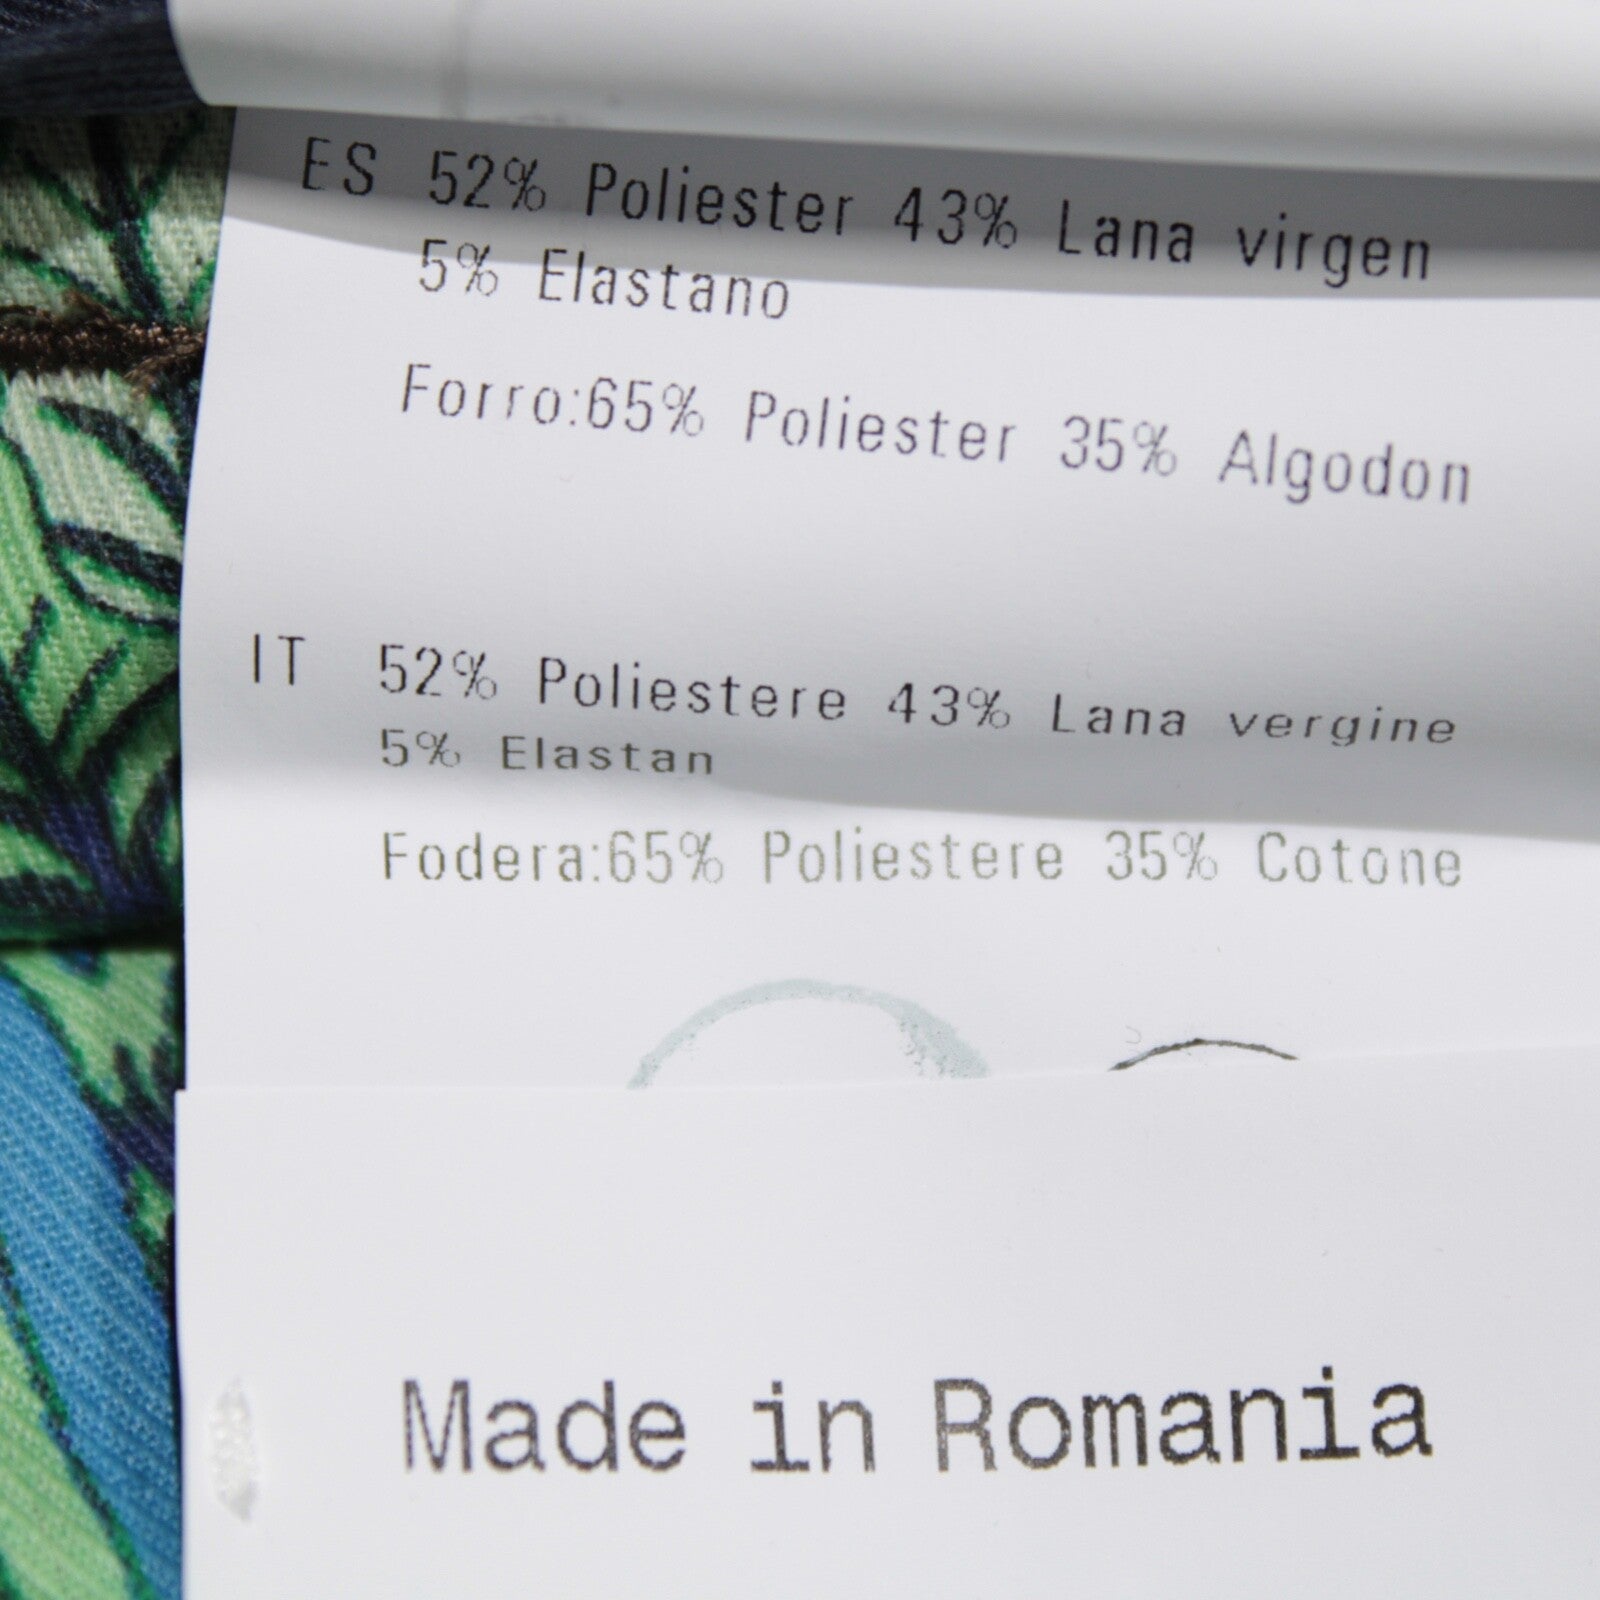 ES 52% Poliester 43% Lana virgen
5% Elastano
Forro:65% Poliester 35% Algodon
IT 52% Poliestere 43% Lana vergine
5% Elastan
Fodera:65% Poliestere 35% Cotone
Made in Romania